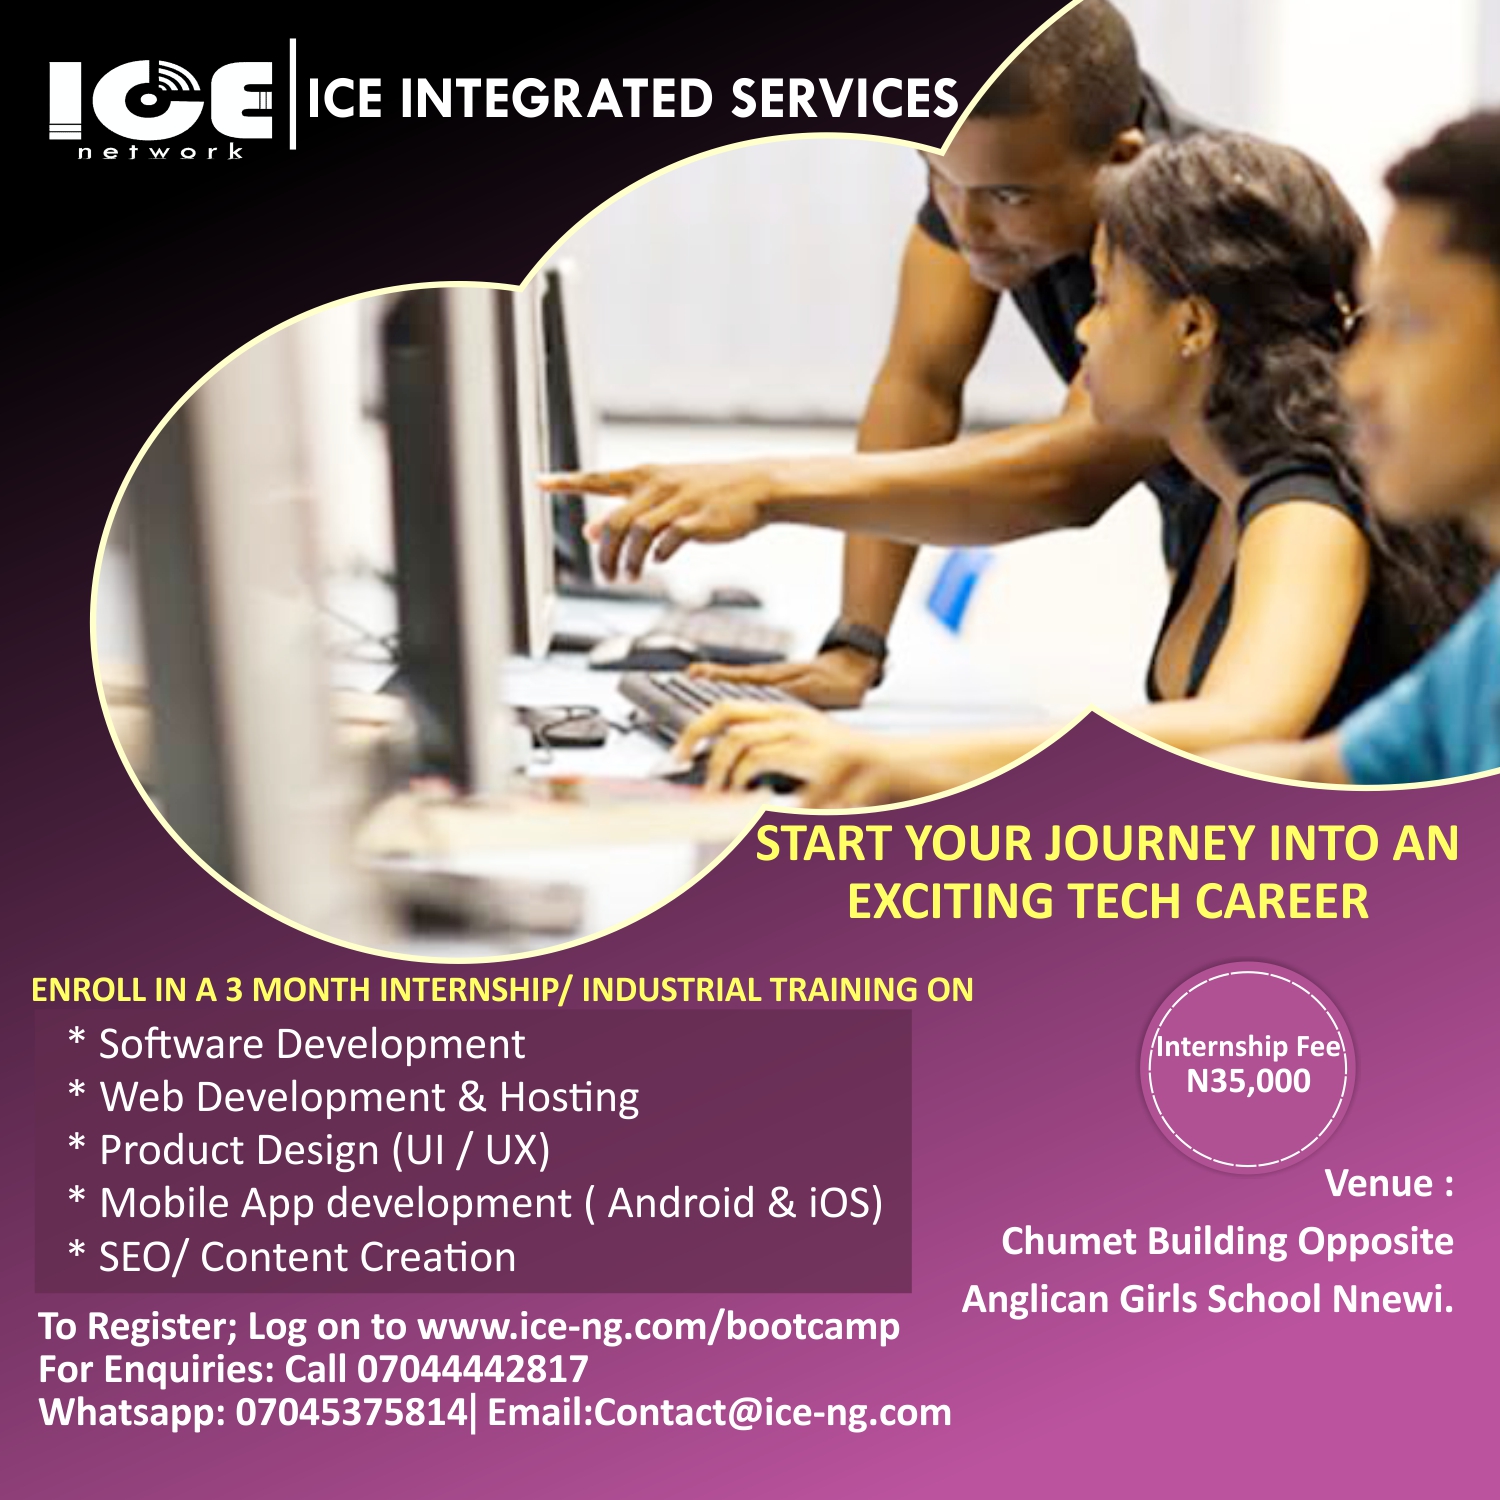 ICE
network
ICE INTEGRATED SERVICES
START YOUR JOURNEY INTO AN
EXCITING TECH CAREER
ENROLL IN A 3 MONTH INTERNSHIP/ INDUSTRIAL TRAINING ON
* Software Development
* Web Development & Hosting
* Product Design (UI / UX)
* Mobile App development ( Android & iOS)
* SEO/ Content Creation
Internship Fee
N35,000
Venue :
Chumet Building Opposite
Anglican Girls School Nnewi.
To Register; Log on to www.ice-ng.com/bootcamp
For Enquiries: Call 07044442817
Whatsapp: 07045375814| Email:Contact@ice-ng.com